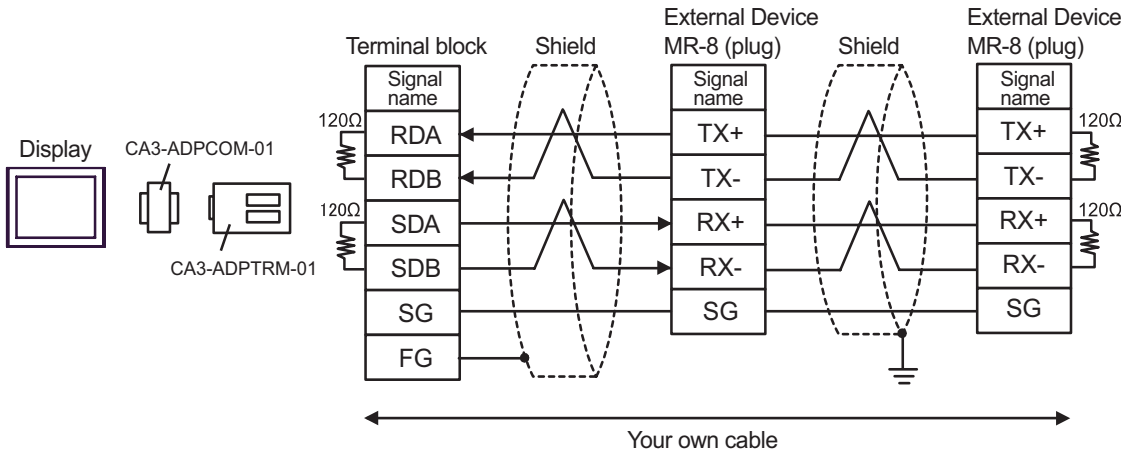 Display
CA3-ADPCOM-01
CA3-ADPTRM-01
Terminal block
Signal name
RDA
RDB
SDA
SDB
SG
FG
120Ω
120Ω
Shield
External Device
MR-8 (plug)
Signal name
TX+
TX-
RX+
RX-
SG
Shield
External Device
MR-8 (plug)
Signal name
TX+
TX-
RX+
RX-
SG
120Ω
120Ω
Your own cable